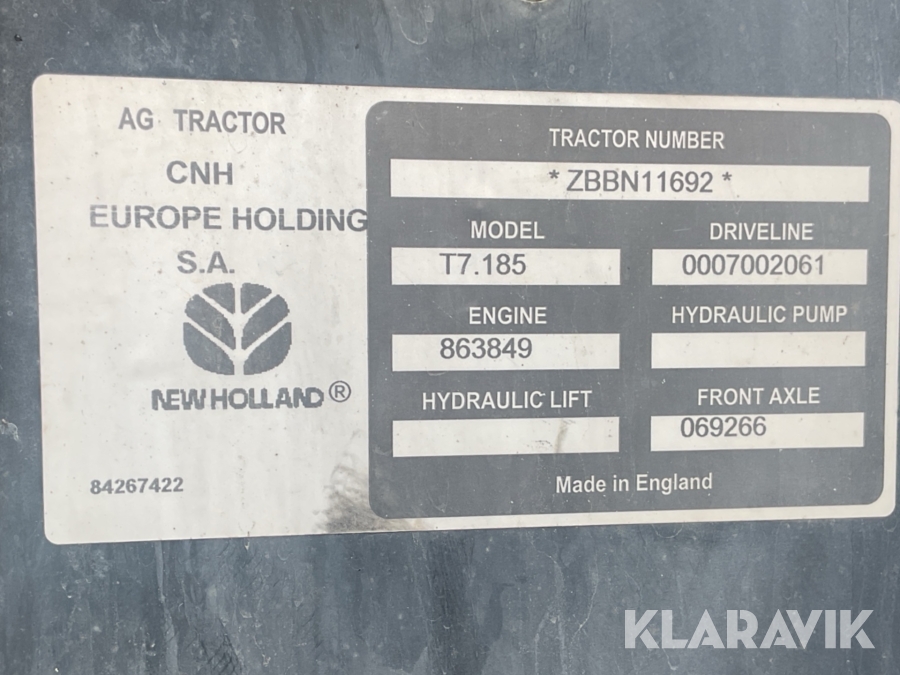 AG TRACTOR
CNH
EUROPE HOLDING
S.A.
NEW HOLLAND®
84267422
TRACTOR NUMBER
* ZBBN11692 *
MODEL
T7.185
DRIVELINE
0007002061
ENGINE
863849
HYDRAULIC PUMP
HYDRAULIC LIFT
FRONT AXLE
069266
Made in England
KLARAVIK